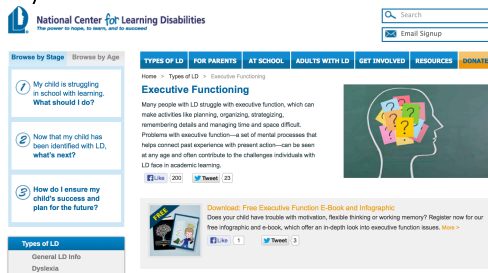 National Center for Learning Disabilities
The power to hope, to learn, and to succeed
Search
Email Signup
Browse by Stage Browse by Age
1 My child is struggling
in school with learning.
What should I do?
2 Now that my child has
been identified with LD,
what's next?
3 How do I ensure my
child's success and
plan for the future?
Types of LD
General LD Info
Dyslexia
TYPES OF LD FOR PARENTS AT SCHOOL ADULTS WITH LD GET INVOLVED RESOURCES DONATE
Home > Types of LD > Executive Functioning
Executive Functioning
Many people with LD struggle with executive function, which can
make activities like planning, organizing, strategizing,
remembering details and managing time and space difficult.
Problems with executive function—a set of mental processes that
helps connect past experience with present action—can be seen
at any age and often contribute to the challenges individuals with
LD face in academic learning.
Like 200 Tweet 23
? ? ? ? ?
FREE
Download: Free Executive Function E-Book and Infographic
Does your child have trouble with motivation, flexible thinking or working memory? Register now for our
free infographic and e-book, which offer an in-depth look into executive function issues. More >
Like 1 Tweet 3